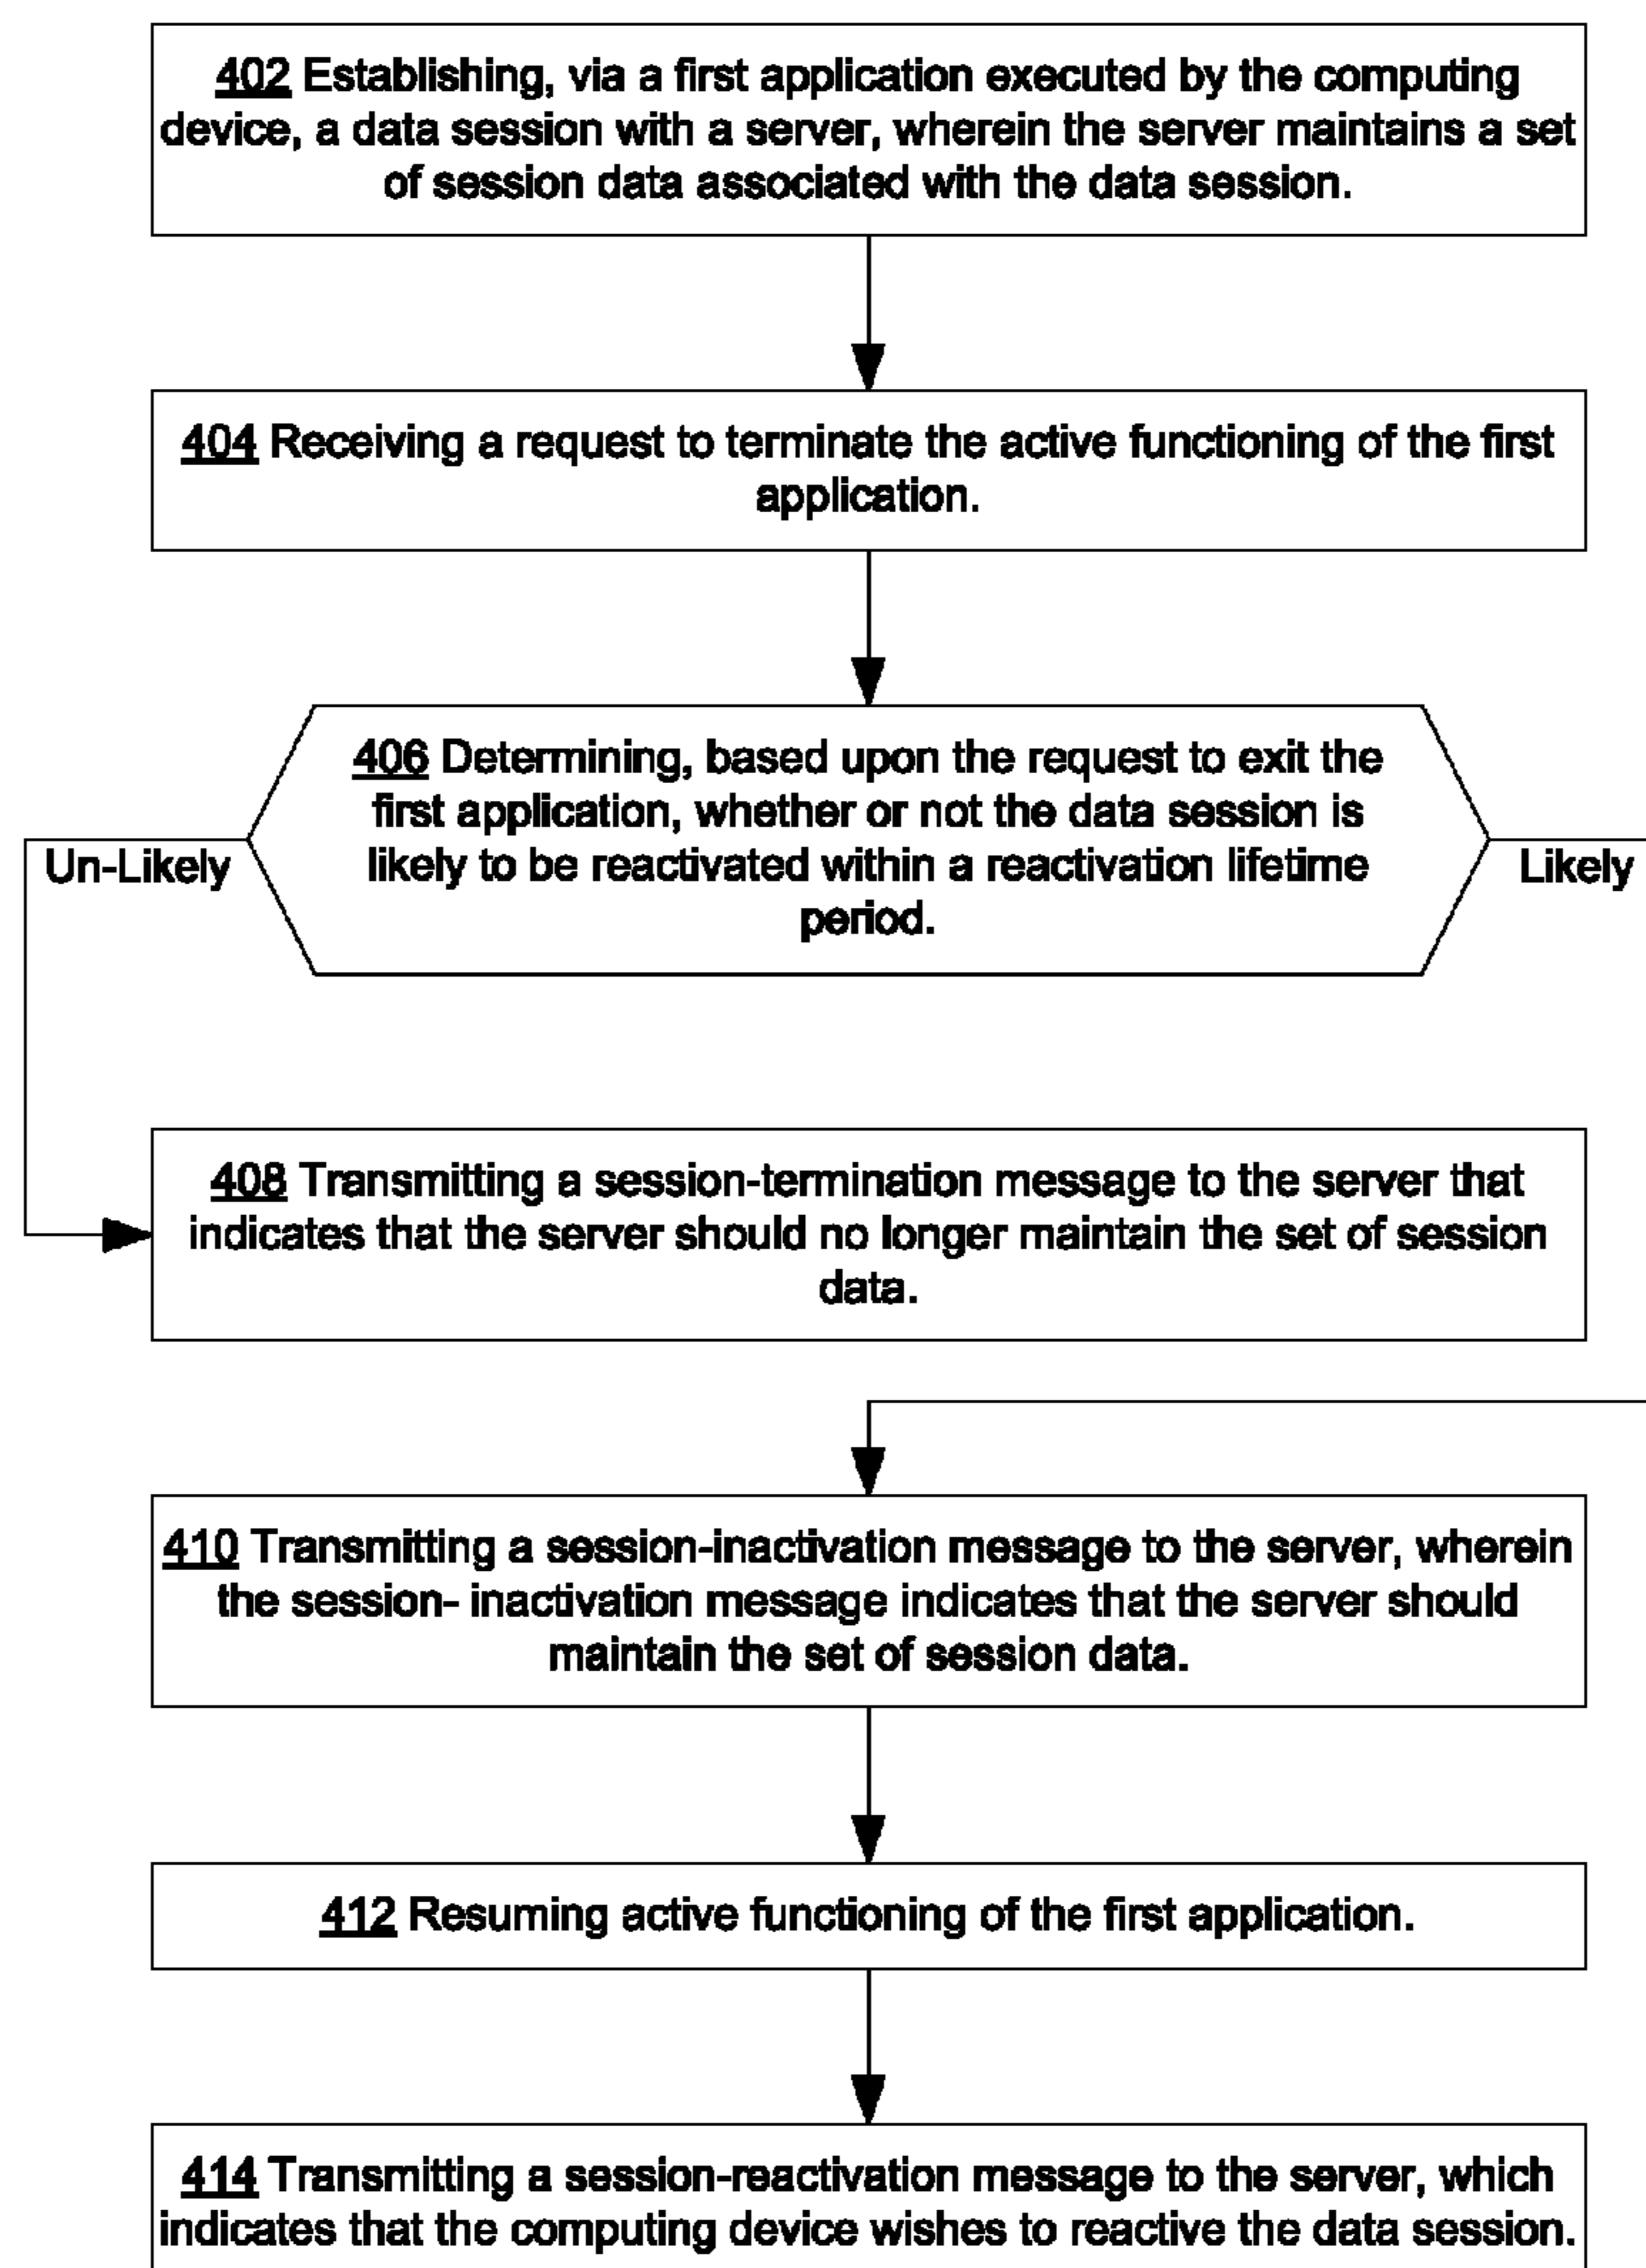 402 Establishing, via a first application executed by the computing
device, a data session with a server, wherein the server maintains a set
of session data associated with the data session.
404 Receiving a request to terminate the active functioning of the first
application.
406 Determining, based upon the request to exit the
first application, whether or not the data session is
likely to be reactivated within a reactivation lifetime
period.
Un-Likely
Likely
408 Transmitting a session-termination message to the server that
indicates that the server should no longer maintain the set of session
data.
410 Transmitting a session-inactivation message to the server, wherein
the session- inactivation message indicates that the server should
maintain the set of session data.
412 Resuming active functioning of the first application.
414 Transmitting a session-reactivation message to the server, which
indicates that the computing device wishes to reactive the data session.